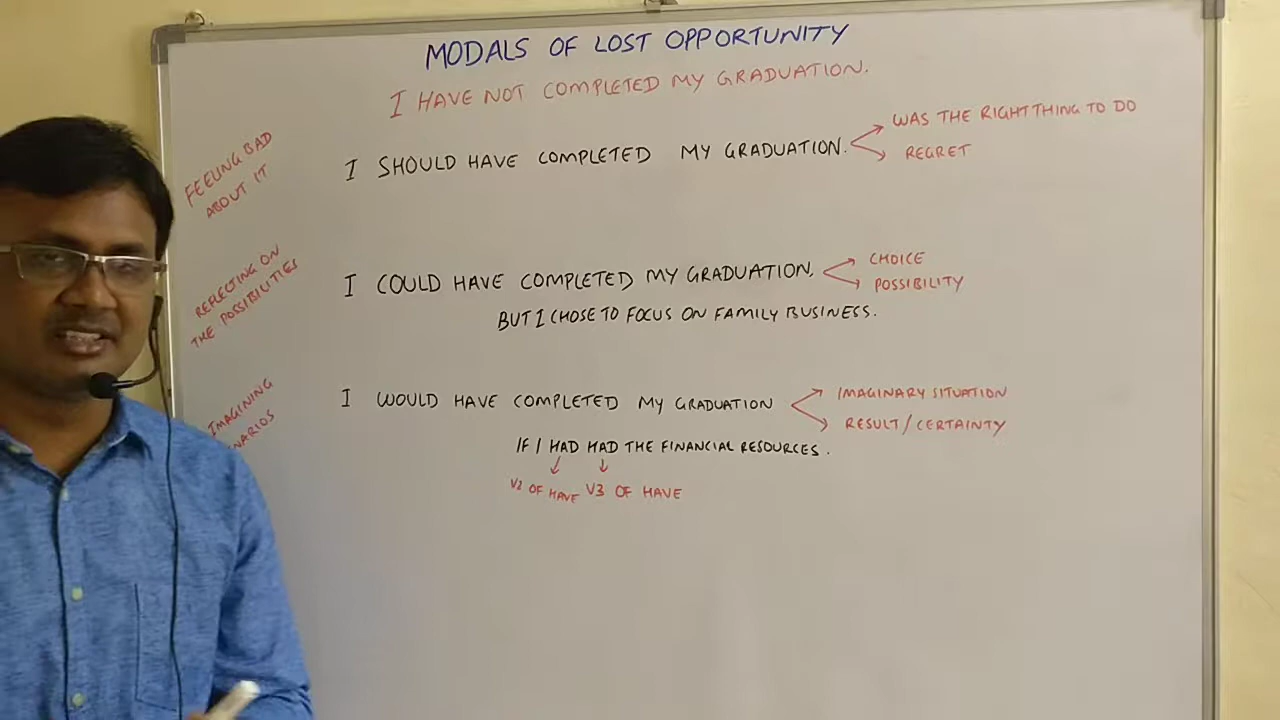 MODALS OF LOST OPPORTUNITY
I HAVE NOT COMPLETED MY GRADUATION.
FEELING BAD
ABOUT IT
I SHOULD HAVE COMPLETED MY GRADUATION.
WAS THE RIGHT THING TO DO
REGRET
REFLECTING ON
THE POSSIBILITIES
I COULD HAVE COMPLETED MY GRADUATION,
CHOICE
POSSIBILITY
BUT I CHOSE TO FOCUS ON FAMILY BUSINESS.
IMAGINING
I WOULD HAVE COMPLETED MY GRADUATION
IMAGINARY SITUATION
RESULT/CERTAINTY
IF I HAD HAD THE FINANCIAL RESOURCES.
V2 OF HAVE V3 OF HAVE